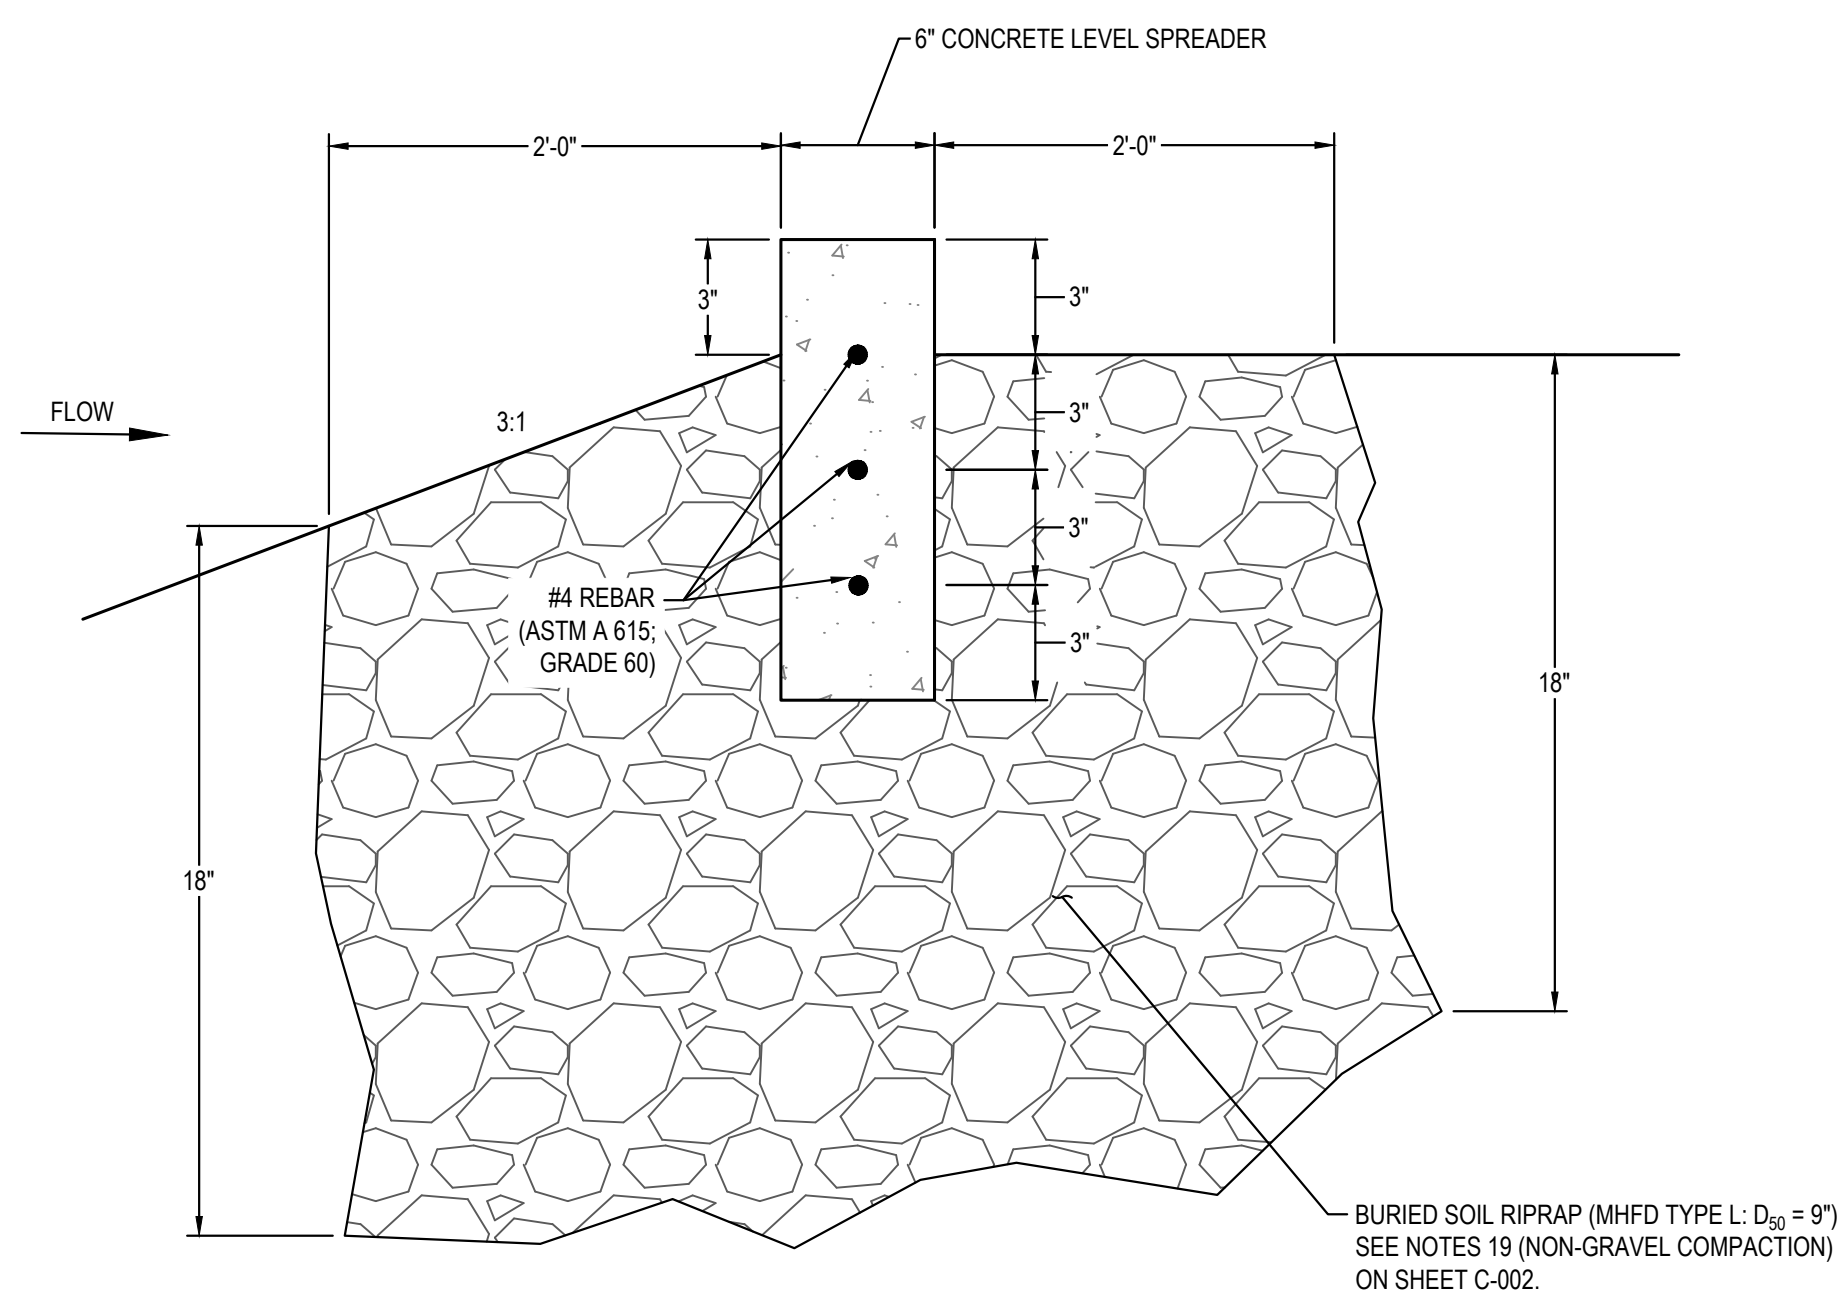 6" CONCRETE LEVEL SPREADER
2'-0"
2'-0"
3"
3"
FLOW
3:1
3"
3"
#4 REBAR
(ASTM A 615;
GRADE 60)
3"
18"
18"
BURIED SOIL RIPRAP (MHFD TYPE L: D50 = 9")
SEE NOTES 19 (NON-GRAVEL COMPACTION)
ON SHEET C-002.